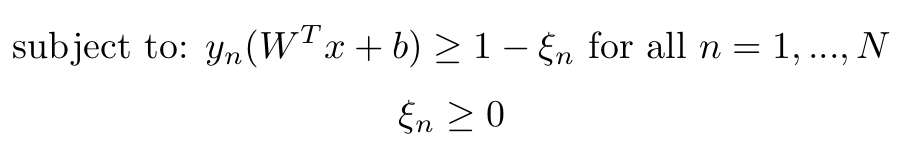 subject to: yₙ(Wᵀx + b) ≥ 1 − ξₙ for all n = 1, ..., N
ξₙ ≥ 0